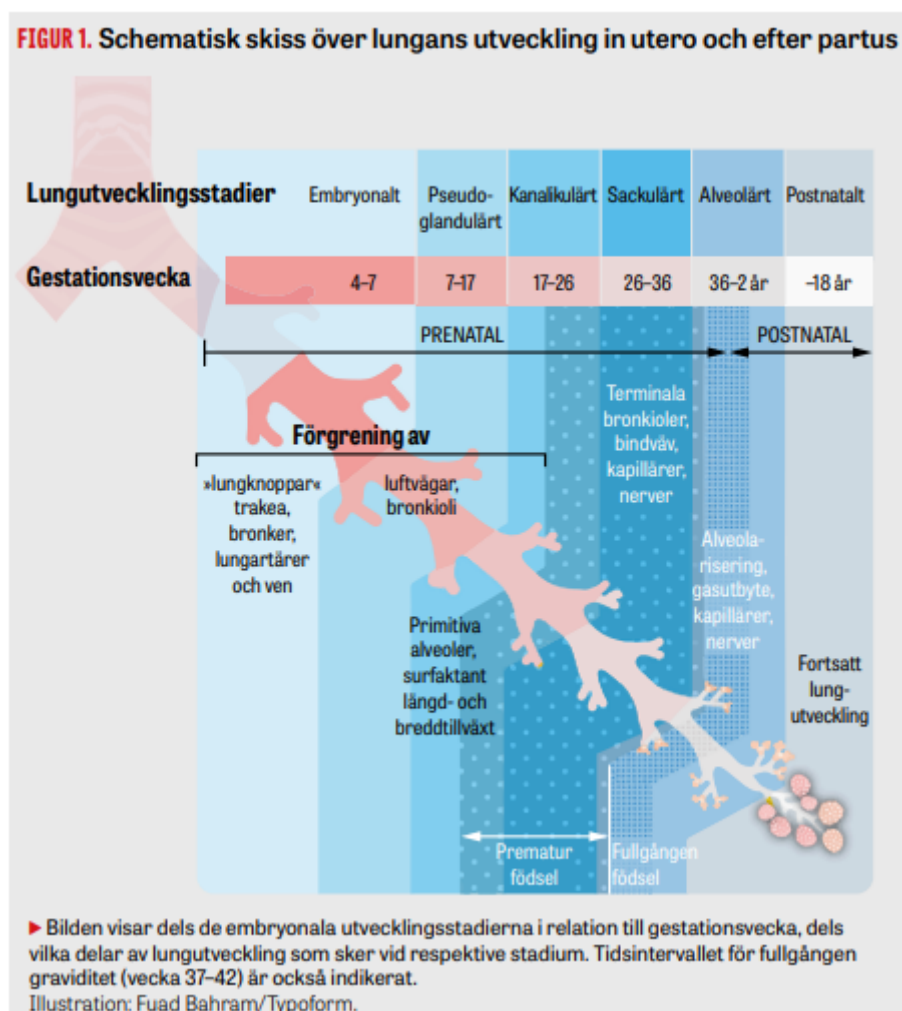 FIGUR 1. Schematisk skiss över lungans utveckling in utero och efter partus
Lungutvecklingsstadier
Embryonalt
Pseudo-
glandulärt
Kanalikulärt
Sackulärt
Alveolärt
Postnatalt
Gestationsvecka
4–7
7–17
17–26
26–36
36–2 år
–18 år
PRENATAL
POSTNATAL
Förgrening av
»lungknoppar«
trakea,
bronker,
lungartärer
och ven
luftvägar,
bronkioli
Terminala
bronkioler,
bindväv,
kapillärer,
nerver
Alveola-
risering,
gasutbyte,
kapillärer,
nerver
Primitiva
alveoler,
surfaktant
längd- och
breddtillväxt
Fortsatt
lung-
utveckling
Prematur
födsel
Fullgången
födsel
▶ Bilden visar dels de embryonala utvecklingsstadierna i relation till gestationsvecka, dels
vilka delar av lungutveckling som sker vid respektive stadium. Tidsintervallet för fullgången
graviditet (vecka 37–42) är också indikerat.
Illustration: Fuad Bahram/Typoform.